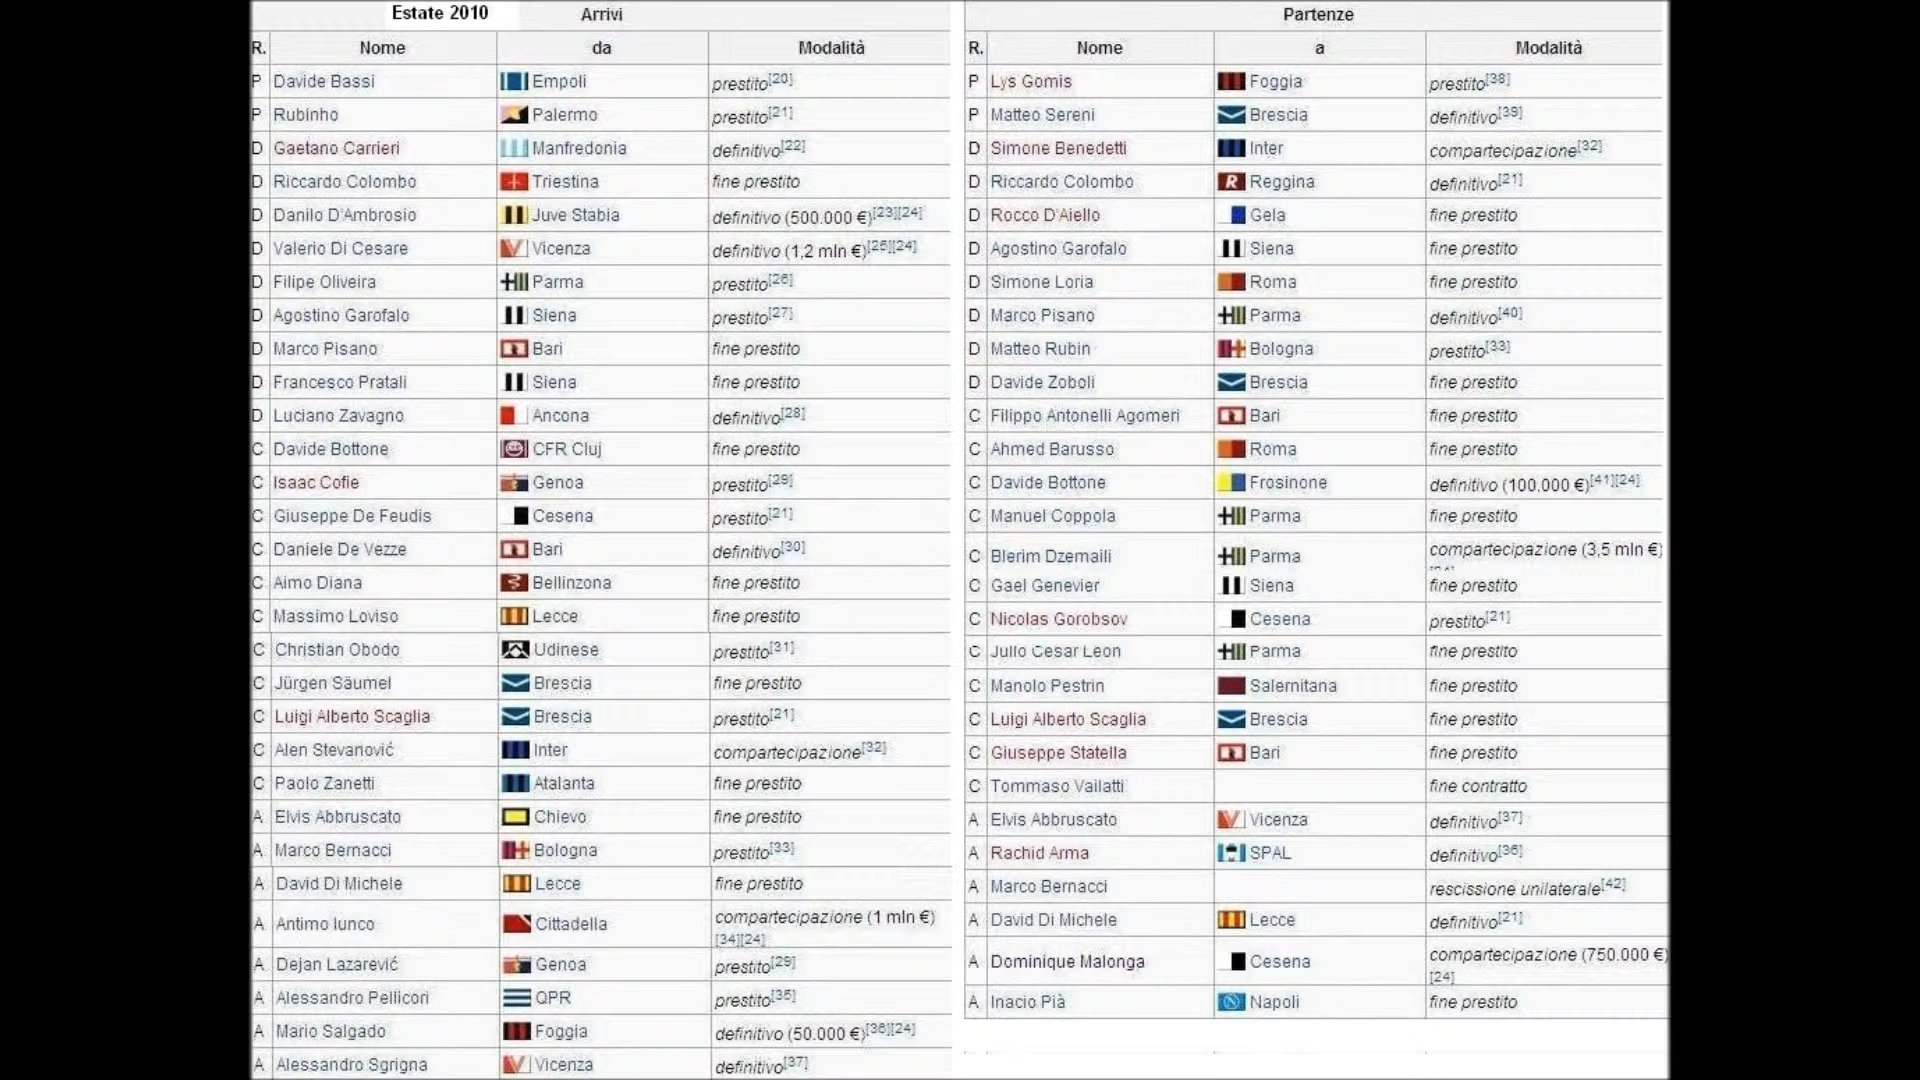 Estate 2010 Arrivi
R. Nome da Modalità
P Davide Bassi Empoli prestito[20]
P Rubinho Palermo prestito[21]
D Gaetano Carrieri Manfredonia definitivo[22]
D Riccardo Colombo Triestina fine prestito
D Danilo D'Ambrosio Juve Stabia definitivo (500.000 €)[23][24]
D Valerio Di Cesare Vicenza definitivo (1,2 mln €)[25][24]
D Filipe Oliveira Parma prestito[26]
D Agostino Garofalo Siena prestito[27]
D Marco Pisano Bari fine prestito
D Francesco Pratali Siena fine prestito
D Luciano Zavagno Ancona definitivo[28]
C Davide Bottone CFR Cluj fine prestito
C Isaac Cofie Genoa prestito[29]
C Giuseppe De Feudis Cesena prestito[21]
C Daniele De Vezze Bari definitivo[30]
C Aimo Diana Bellinzona fine prestito
C Massimo Loviso Lecce fine prestito
C Christian Obodo Udinese prestito[31]
C Jürgen Säumel Brescia fine prestito
C Luigi Alberto Scaglia Brescia prestito[21]
C Alen Stevanović Inter compartecipazione[32]
C Paolo Zanetti Atalanta fine prestito
A Elvis Abbruscato Chievo fine prestito
A Marco Bernacci Bologna prestito[33]
A David Di Michele Lecce fine prestito
A Antimo Iunco Cittadella compartecipazione (1 mln €)
[34][24]
A Dejan Lazarević Genoa prestito[29]
A Alessandro Pellicori QPR prestito[35]
A Mario Salgado Foggia definitivo (50.000 €)[36][24]
A Alessandro Sgrigna Vicenza definitivo[37]
Partenze
R. Nome a Modalità
P Lys Gomis Foggia prestito[38]
P Matteo Sereni Brescia definitivo[39]
D Simone Benedetti Inter compartecipazione[32]
D Riccardo Colombo Reggina definitivo[21]
D Rocco D'Aiello Gela fine prestito
D Agostino Garofalo Siena fine prestito
D Simone Loria Roma fine prestito
D Marco Pisano Parma definitivo[40]
D Matteo Rubin Bologna prestito[33]
D Davide Zoboli Brescia fine prestito
C Filippo Antonelli Agomeri Bari fine prestito
C Ahmed Barusso Roma fine prestito
C Davide Bottone Frosinone definitivo (100.000 €)[41][24]
C Manuel Coppola Parma fine prestito
C Blerim Dzemaili Parma compartecipazione (3,5 mln €)
C Gael Genevier Siena fine prestito
C Nicolas Gorobsov Cesena prestito[21]
C Julio Cesar Leon Parma fine prestito
C Manolo Pestrin Salernitana fine prestito
C Luigi Alberto Scaglia Brescia fine prestito
C Giuseppe Statella Bari fine prestito
C Tommaso Vailatti fine contratto
A Elvis Abbruscato Vicenza definitivo[37]
A Rachid Arma SPAL definitivo[36]
A Marco Bernacci rescissione unilaterale[42]
A David Di Michele Lecce definitivo[21]
A Dominique Malonga Cesena compartecipazione (750.000 €)
[24]
A Inacio Pià Napoli fine prestito